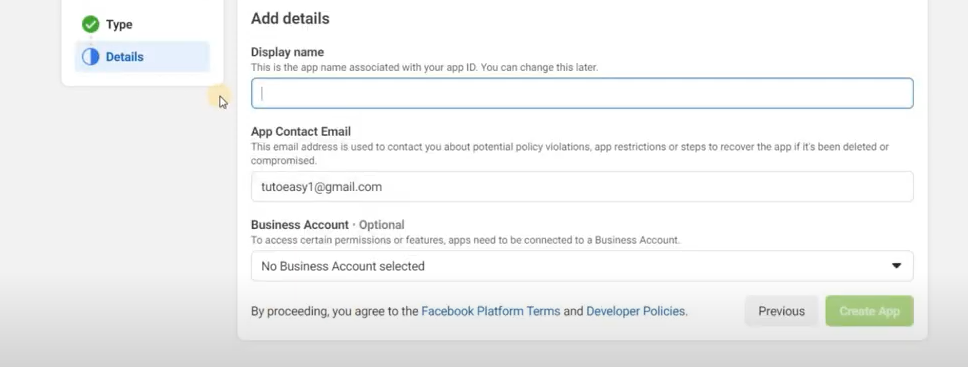 Type
Details
Add details
Display name
This is the app name associated with your app ID. You can change this later.
App Contact Email
This email address is used to contact you about potential policy violations, app restrictions or steps to recover the app if it's been deleted or
compromised.
tutoeasy1@gmail.com
Business Account · Optional
To access certain permissions or features, apps need to be connected to a Business Account.
No Business Account selected
By proceeding, you agree to the Facebook Platform Terms and Developer Policies.
Previous
Create App